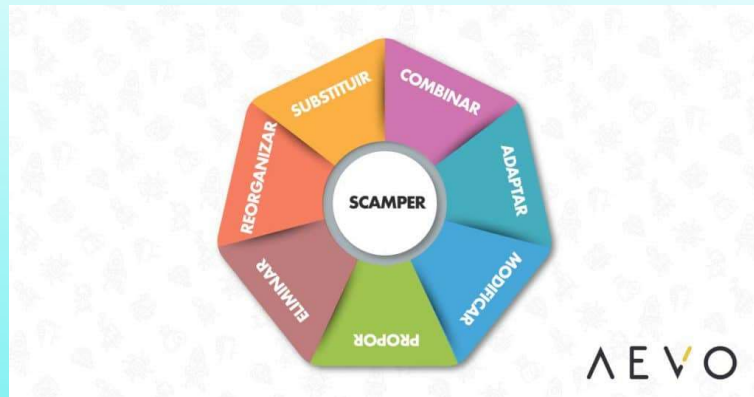 SUBSTITUIR
COMBINAR
ADAPTAR
MODIFICAR
PROPOR
ELIMINAR
REORGANIZAR
SCAMPER
AEVO